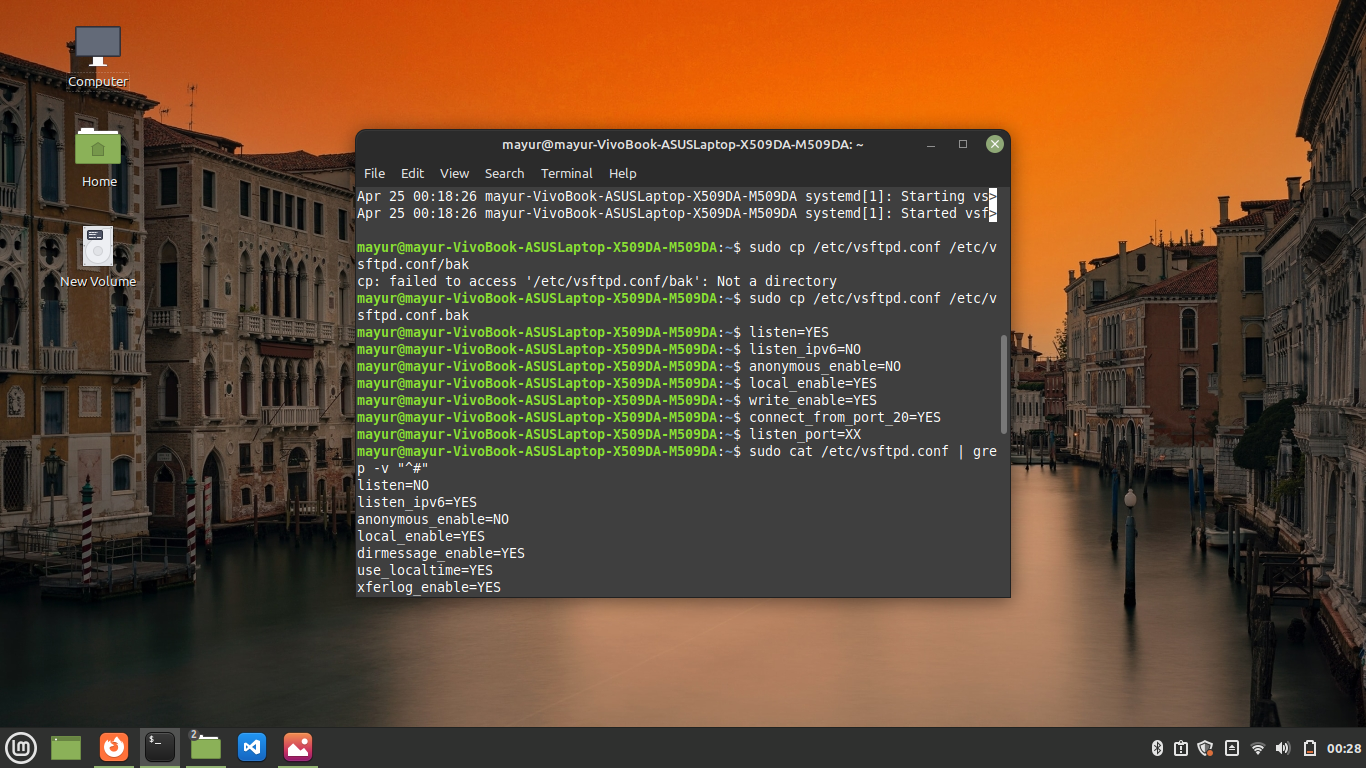 Computer
Home
New Volume
mayur@mayur-VivoBook-ASUSLaptop-X509DA-M509DA: ~
File Edit View Search Terminal Help
Apr 25 00:18:26 mayur-VivoBook-ASUSLaptop-X509DA-M509DA systemd[1]: Starting vs>
Apr 25 00:18:26 mayur-VivoBook-ASUSLaptop-X509DA-M509DA systemd[1]: Started vsf>
mayur@mayur-VivoBook-ASUSLaptop-X509DA-M509DA:~$ sudo cp /etc/vsftpd.conf /etc/v
sftpd.conf/bak
cp: failed to access '/etc/vsftpd.conf/bak': Not a directory
mayur@mayur-VivoBook-ASUSLaptop-X509DA-M509DA:~$ sudo cp /etc/vsftpd.conf /etc/v
sftpd.conf.bak
mayur@mayur-VivoBook-ASUSLaptop-X509DA-M509DA:~$ listen=YES
mayur@mayur-VivoBook-ASUSLaptop-X509DA-M509DA:~$ listen_ipv6=NO
mayur@mayur-VivoBook-ASUSLaptop-X509DA-M509DA:~$ anonymous_enable=NO
mayur@mayur-VivoBook-ASUSLaptop-X509DA-M509DA:~$ local_enable=YES
mayur@mayur-VivoBook-ASUSLaptop-X509DA-M509DA:~$ write_enable=YES
mayur@mayur-VivoBook-ASUSLaptop-X509DA-M509DA:~$ connect_from_port_20=YES
mayur@mayur-VivoBook-ASUSLaptop-X509DA-M509DA:~$ listen_port=XX
mayur@mayur-VivoBook-ASUSLaptop-X509DA-M509DA:~$ sudo cat /etc/vsftpd.conf | gre
p -v "^#"
listen=NO
listen_ipv6=YES
anonymous_enable=NO
local_enable=YES
dirmessage_enable=YES
use_localtime=YES
xferlog_enable=YES
$_
2
00:28